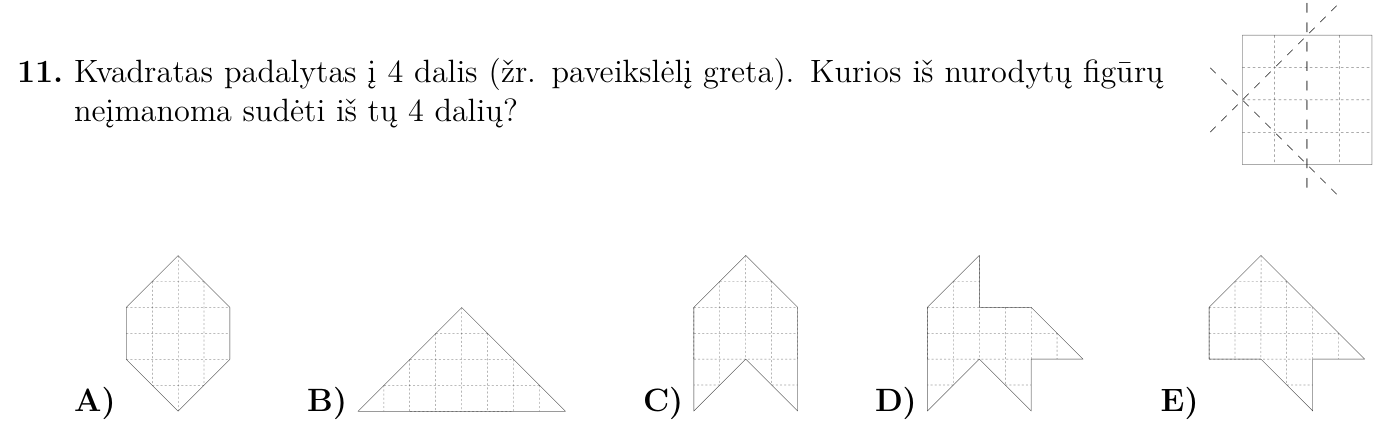 11. Kvadratas padalytas į 4 dalis (žr. paveikslėlį greta). Kurios iš nurodytų figūrų
neįmanoma sudėti iš tų 4 dalių?
A) B) C) D) E)